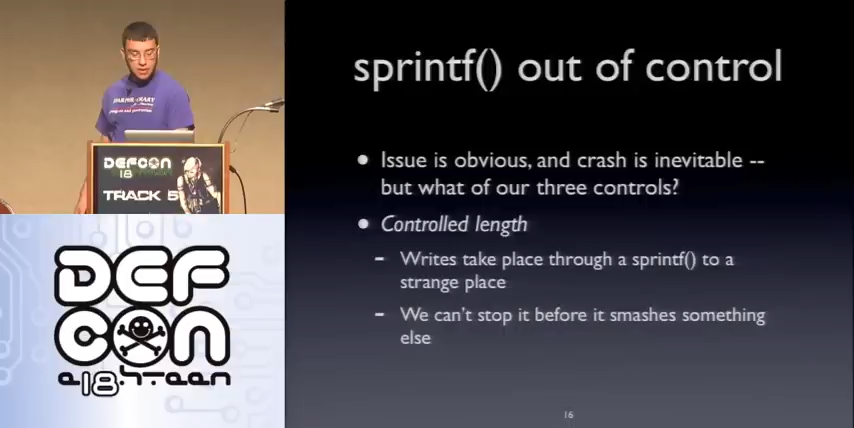 sprintf() out of control
Issue is obvious, and crash is inevitable --
but what of our three controls?
Controlled length
- Writes take place through a sprintf() to a
strange place
- We can't stop it before it smashes something
else
16
DEFCON
18
TRACK 5
DEF
CON